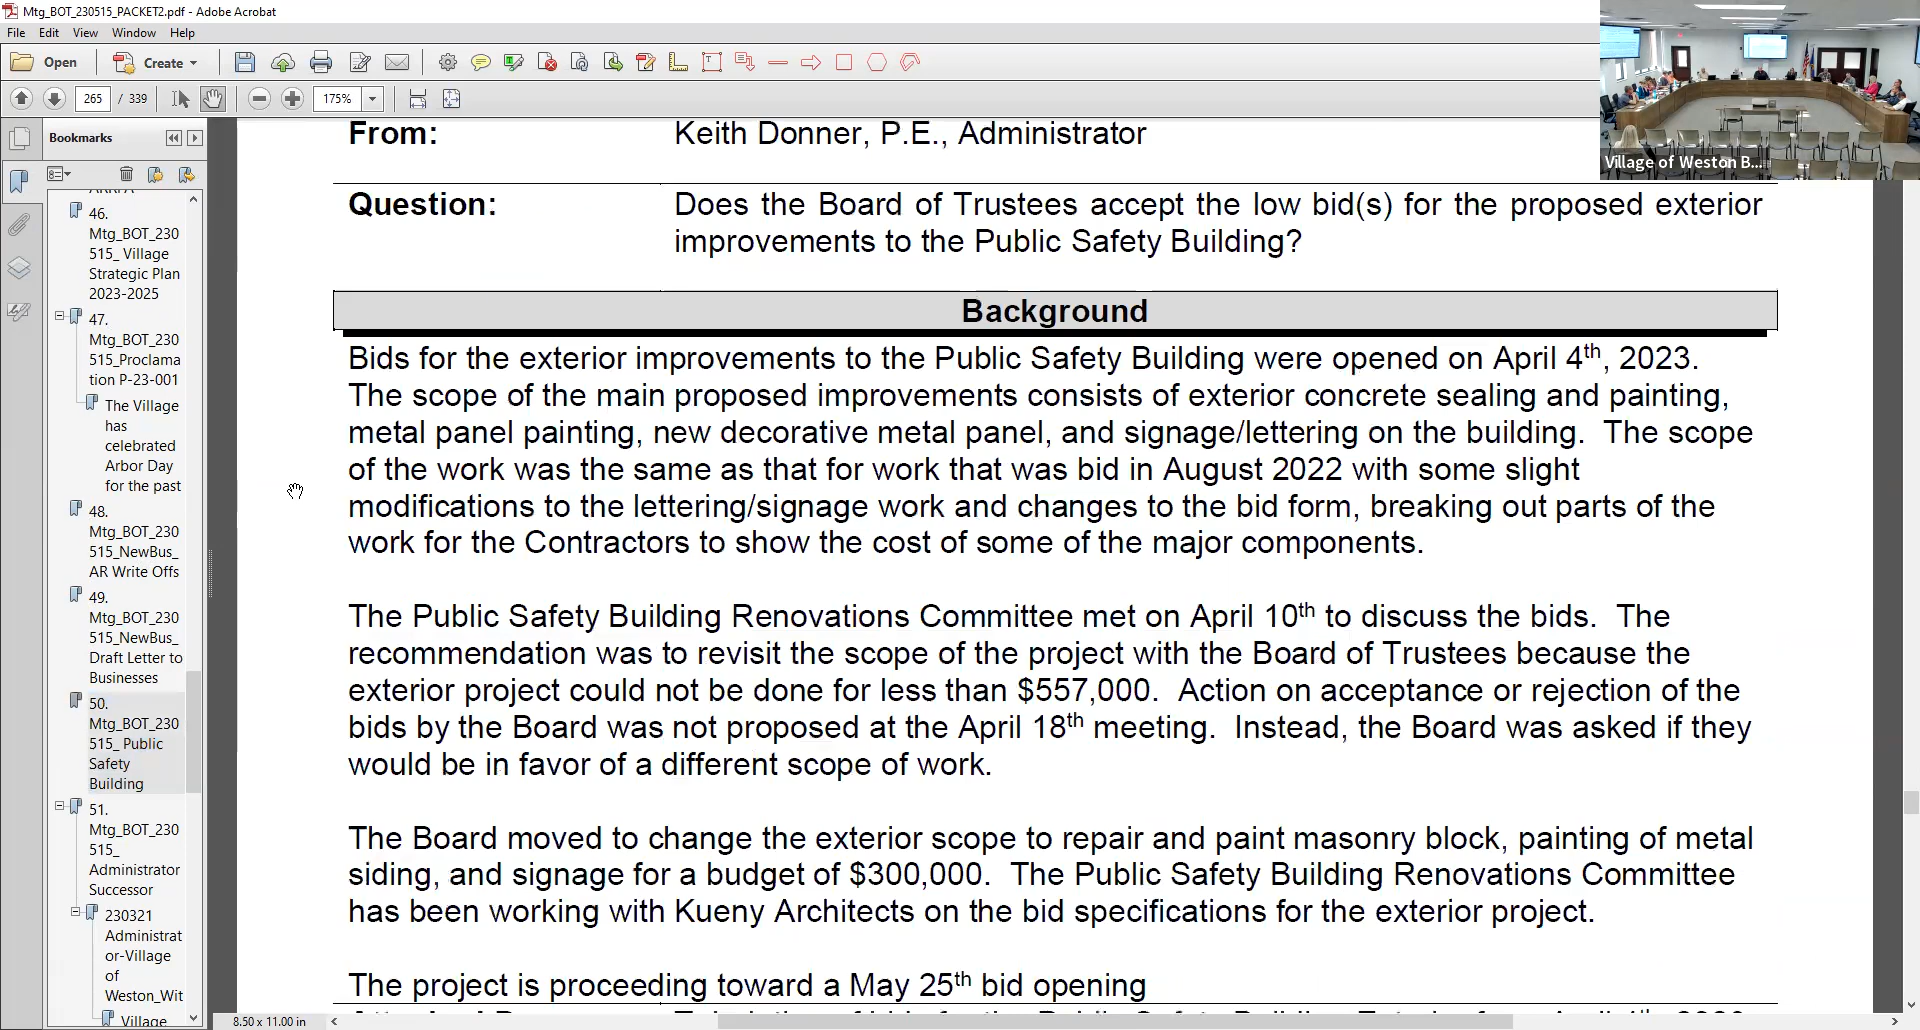 Mtg_BOT_230515_PACKET2.pdf - Adobe Acrobat
File Edit View Window Help
Open Create
265 / 339 175%
Bookmarks
46.
Mtg_BOT_230
515_ Village
Strategic Plan
2023-2025
47.
Mtg_BOT_230
515_Proclama
tion P-23-001
The Village
has
celebrated
Arbor Day
for the past
48.
Mtg_BOT_230
515_NewBus_
AR Write Offs
49.
Mtg_BOT_230
515_NewBus_
Draft Letter to
Businesses
50.
Mtg_BOT_230
515_ Public
Safety
Building
51.
Mtg_BOT_230
515_
Administrator
Successor
230321
Administrat
or-Village
of
Weston_Wit
Village
8.50 x 11.00 in
From: Keith Donner, P.E., Administrator
Question: Does the Board of Trustees accept the low bid(s) for the proposed exterior
improvements to the Public Safety Building?
Background
Bids for the exterior improvements to the Public Safety Building were opened on April 4th, 2023.
The scope of the main proposed improvements consists of exterior concrete sealing and painting,
metal panel painting, new decorative metal panel, and signage/lettering on the building. The scope
of the work was the same as that for work that was bid in August 2022 with some slight
modifications to the lettering/signage work and changes to the bid form, breaking out parts of the
work for the Contractors to show the cost of some of the major components.
The Public Safety Building Renovations Committee met on April 10th to discuss the bids. The
recommendation was to revisit the scope of the project with the Board of Trustees because the
exterior project could not be done for less than $557,000. Action on acceptance or rejection of the
bids by the Board was not proposed at the April 18th meeting. Instead, the Board was asked if they
would be in favor of a different scope of work.
The Board moved to change the exterior scope to repair and paint masonry block, painting of metal
siding, and signage for a budget of $300,000. The Public Safety Building Renovations Committee
has been working with Kueny Architects on the bid specifications for the exterior project.
The project is proceeding toward a May 25th bid opening
Village of Weston B...